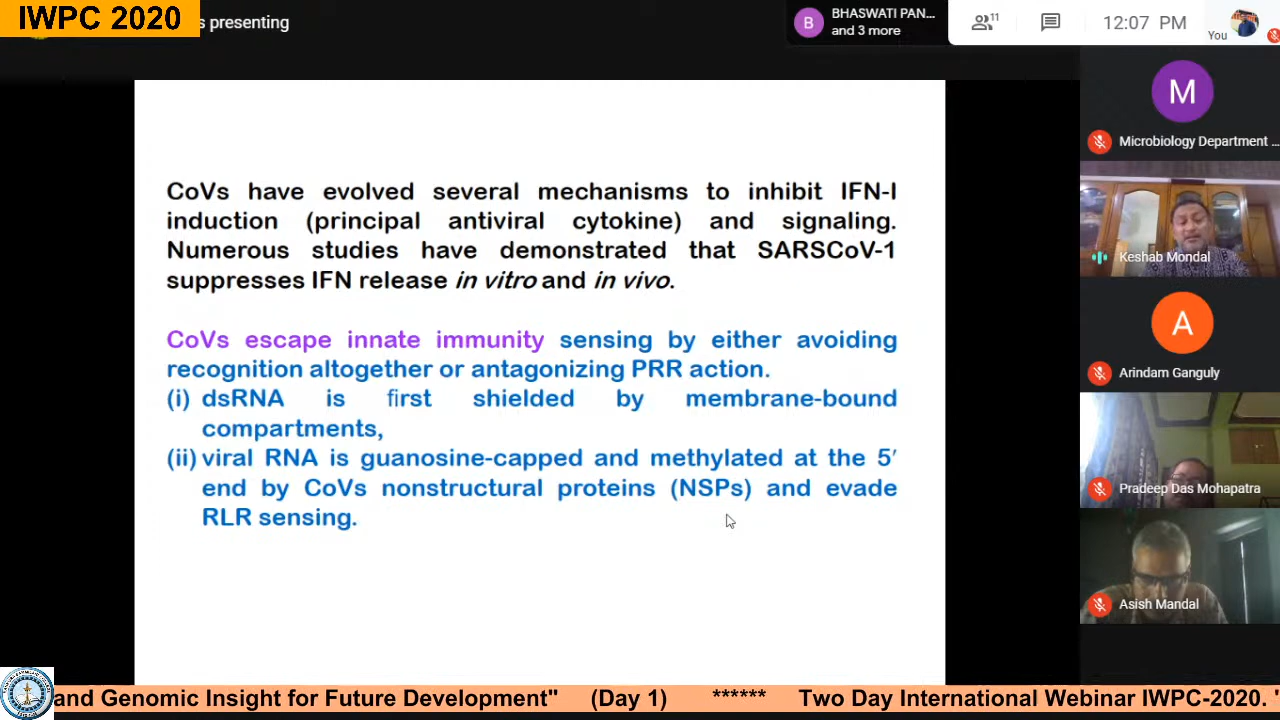 IWPC 2020
s presenting
B
BHASWATI PAN...
and 3 more
11
12:07 PM
You
CoVs have evolved several mechanisms to inhibit IFN-I
induction (principal antiviral cytokine) and signaling.
Numerous studies have demonstrated that SARSCoV-1
suppresses IFN release in vitro and in vivo.
CoVs escape innate immunity sensing by either avoiding
recognition altogether or antagonizing PRR action.
(i) dsRNA is first shielded by membrane-bound
compartments,
(ii) viral RNA is guanosine-capped and methylated at the 5′
end by CoVs nonstructural proteins (NSPs) and evade
RLR sensing.
M
Microbiology Department ...
Keshab Mondal
A
Arindam Ganguly
Pradeep Das Mohapatra
Asish Mandal
and Genomic Insight for Future Development" (Day 1) ****** Two Day International Webinar IWPC-2020. "